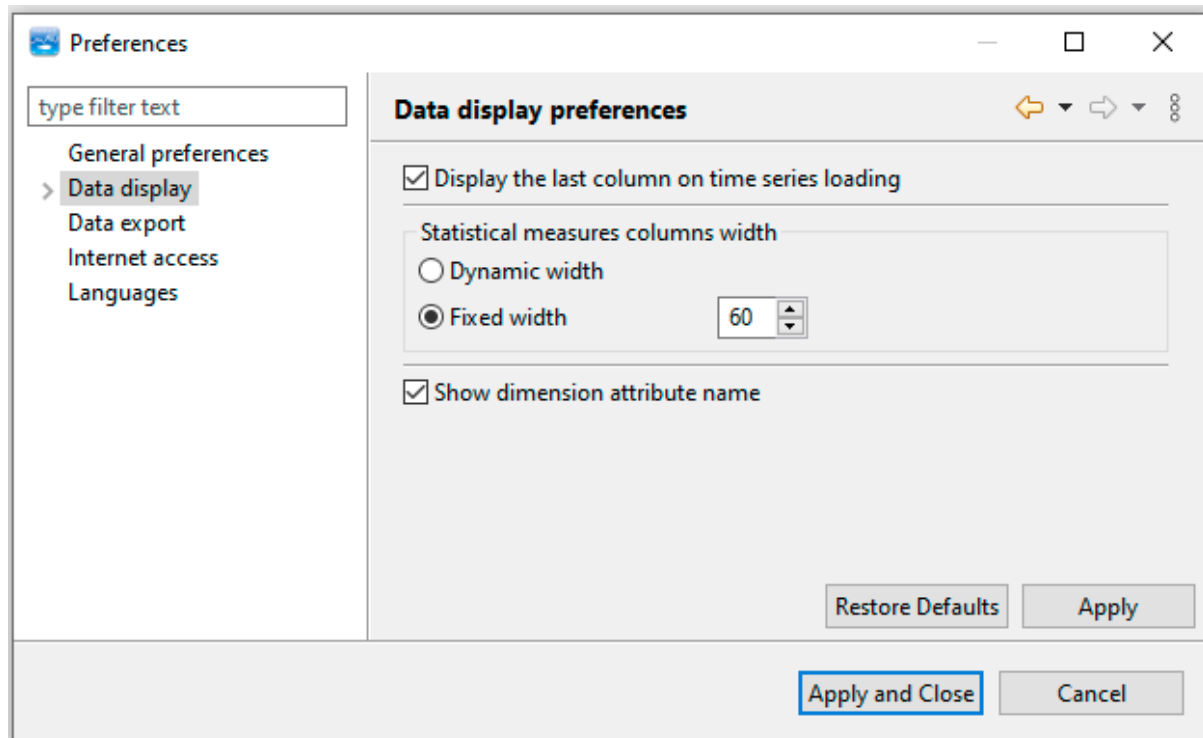 Preferences
type filter text
General preferences
Data display
Data export
Internet access
Languages
Data display preferences
Display the last column on time series loading
Statistical measures columns width
Dynamic width
Fixed width 60
Show dimension attribute name
Restore Defaults Apply
Apply and Close Cancel